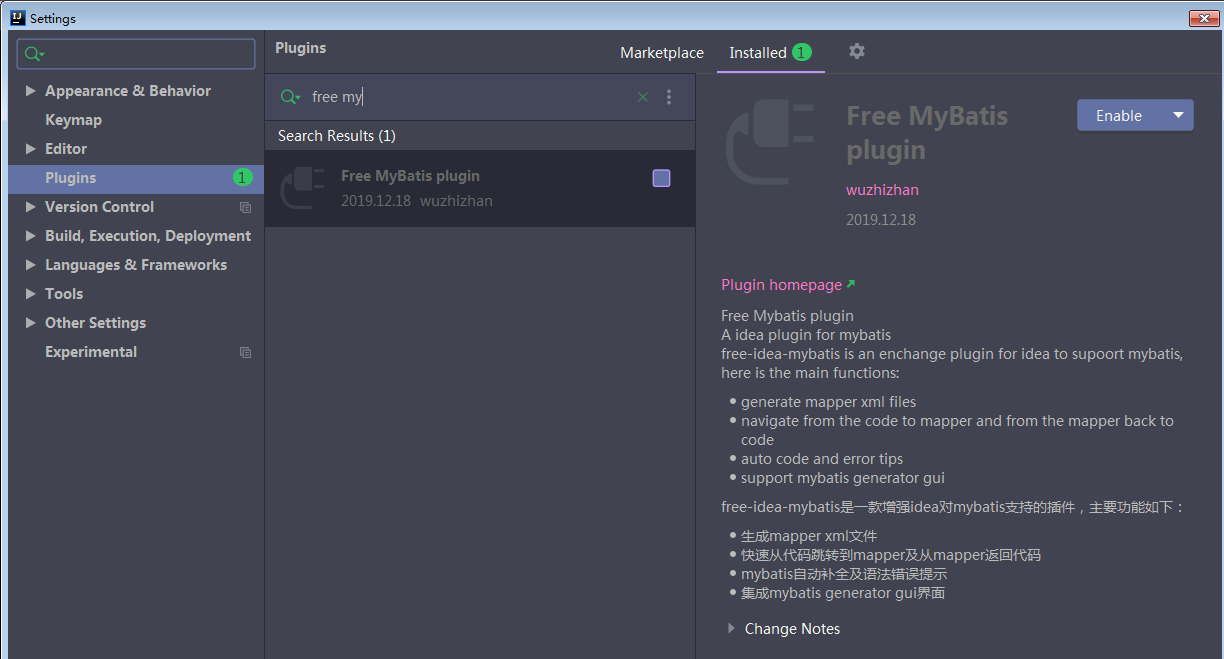 Settings
Appearance & Behavior
Keymap
Editor
Plugins 1
Version Control
Build, Execution, Deployment
Languages & Frameworks
Tools
Other Settings
Experimental
Plugins
Marketplace Installed 1
free my
Search Results (1)
Free MyBatis plugin
2019.12.18 wuzhizhan
Free MyBatis
plugin
Enable
wuzhizhan
2019.12.18
Plugin homepage
Free Mybatis plugin
A idea plugin for mybatis
free-idea-mybatis is an enchange plugin for idea to supoort mybatis,
here is the main functions:
generate mapper xml files
navigate from the code to mapper and from the mapper back to
code
auto code and error tips
support mybatis generator gui
free-idea-mybatis是一款增强idea对mybatis支持的插件，主要功能如下：
生成mapper xml文件
快速从代码跳转到mapper及从mapper返回代码
mybatis自动补全及语法错误提示
集成mybatis generator gui界面
Change Notes